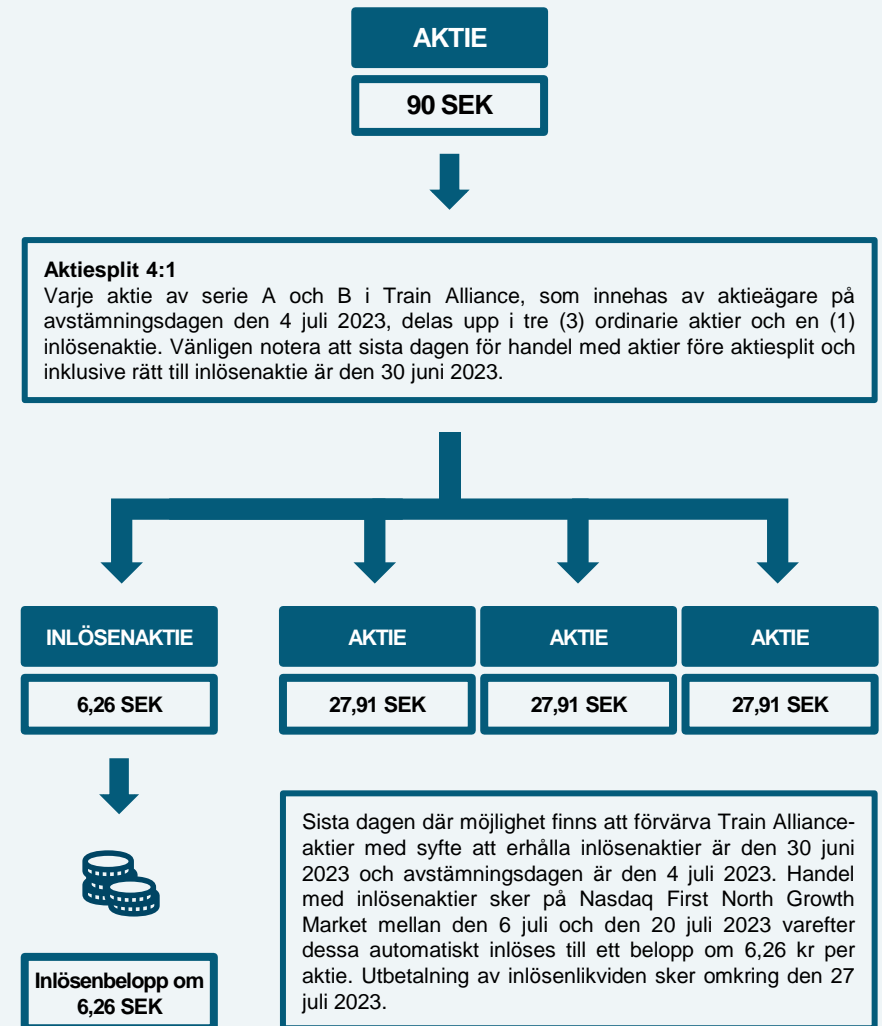 AKTIE
90 SEK
Aktiesplit 4:1
Varje aktie av serie A och B i Train Alliance, som innehas av aktieägare på
avstämningsdagen den 4 juli 2023, delas upp i tre (3) ordinarie aktier och en (1)
inlösenaktie. Vänligen notera att sista dagen för handel med aktier före aktiesplit och
inklusive rätt till inlösenaktie är den 30 juni 2023.
INLÖSENAKTIE
AKTIE
AKTIE
AKTIE
6,26 SEK
27,91 SEK
27,91 SEK
27,91 SEK
Sista dagen där möjlighet finns att förvärva Train Alliance-
aktier med syfte att erhålla inlösenaktier är den 30 juni
2023 och avstämningsdagen är den 4 juli 2023. Handel
med inlösenaktier sker på Nasdaq First North Growth
Market mellan den 6 juli och den 20 juli 2023 varefter
dessa automatiskt inlöses till ett belopp om 6,26 kr per
aktie. Utbetalning av inlösenlikviden sker omkring den 27
juli 2023.
Inlösenbelopp om
6,26 SEK